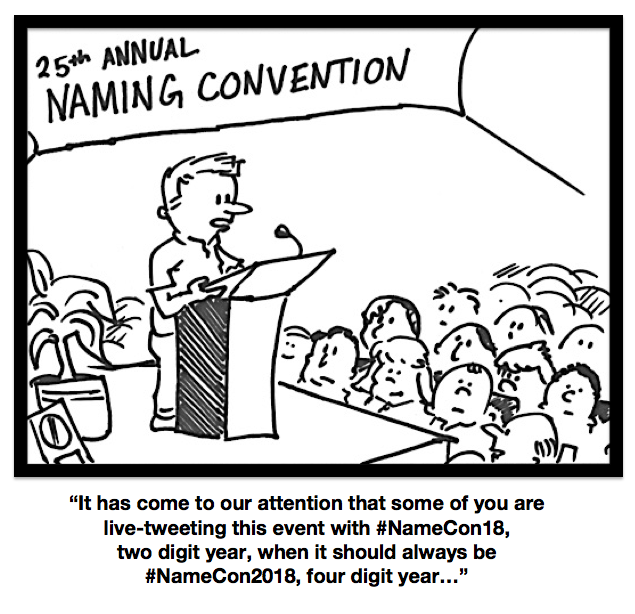 25th ANNUAL
NAMING CONVENTION
“It has come to our attention that some of you are
live-tweeting this event with #NameCon18,
two digit year, when it should always be
#NameCon2018, four digit year…”